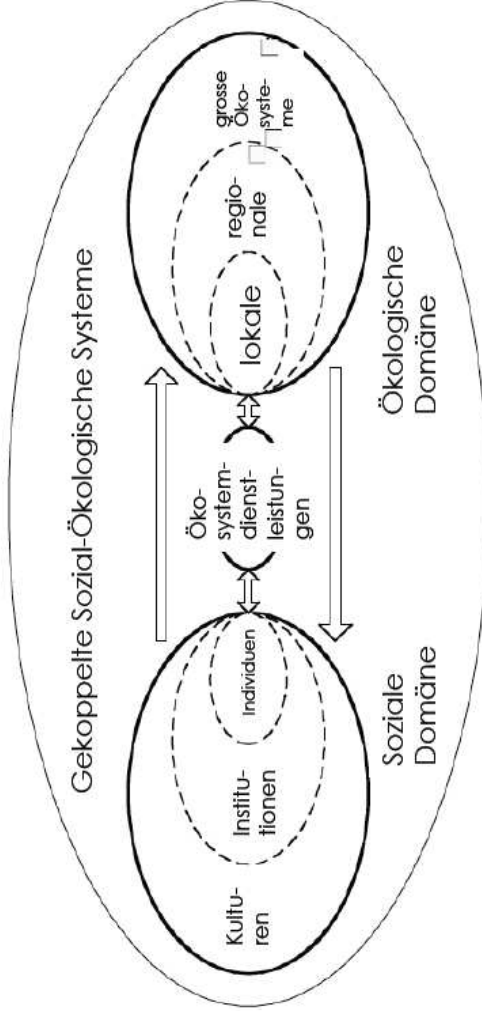 Gekoppelte Sozial-Ökologische Systeme
Kultu-
ren
Institu-
tionen
Individuen
Öko-
system-
dienst-
leistun-
gen
lokale
regio-
nale
grosse
Öko-
syste-
me
Soziale
Domäne
Ökologische
Domäne